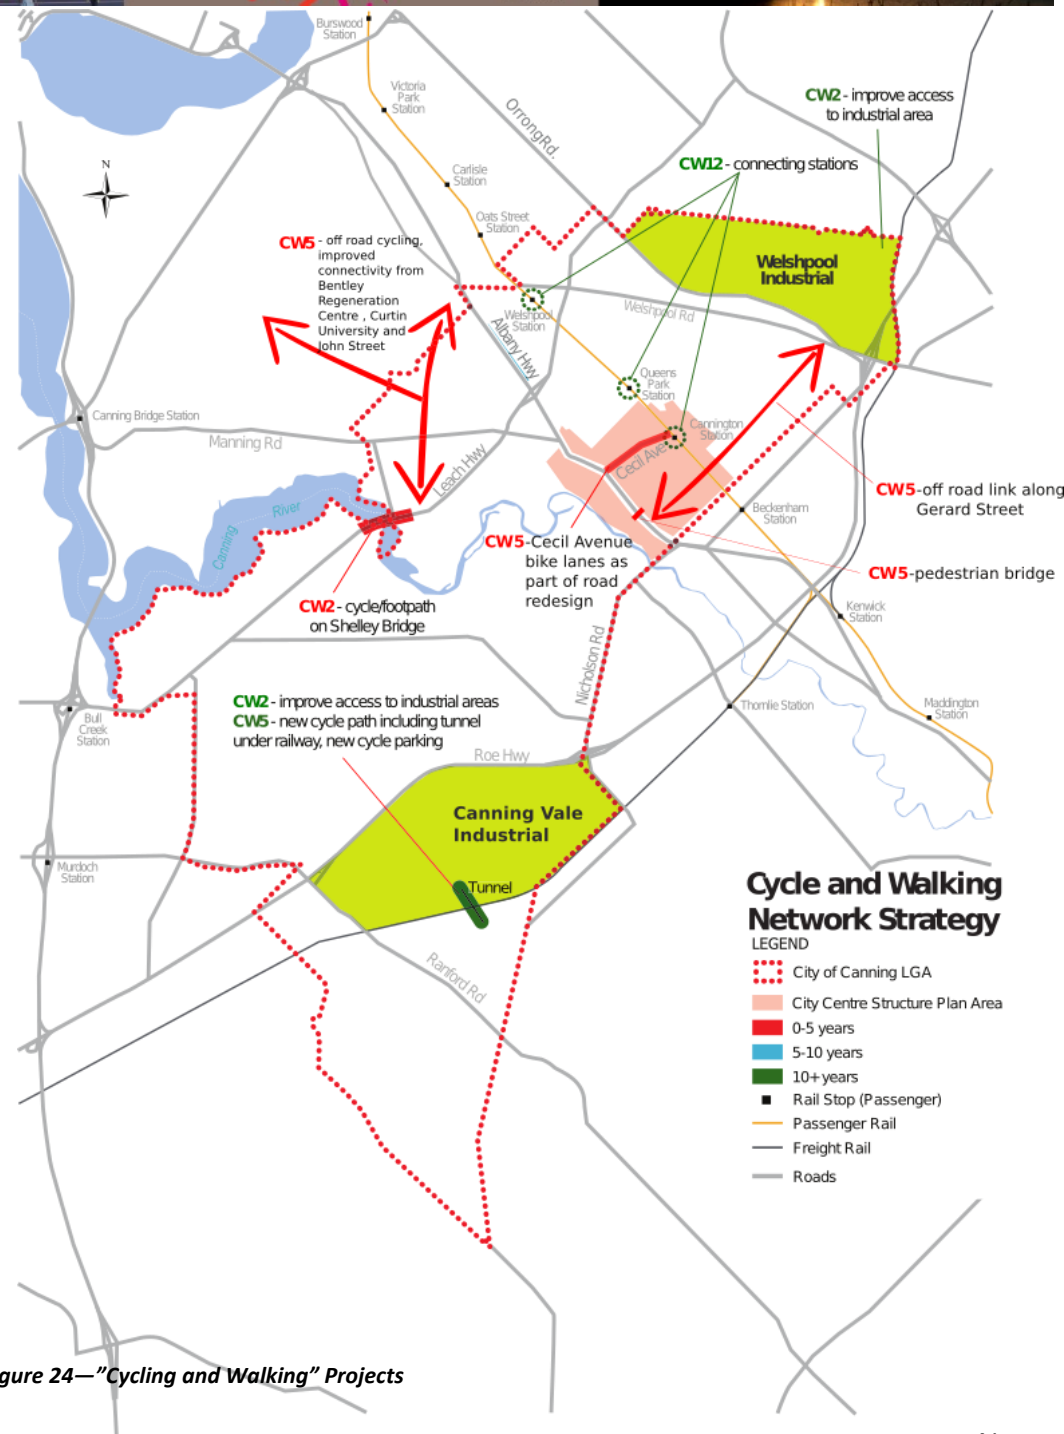 Burswood
Station
Victoria
Park
Station
Orrong Rd.
CW2 - improve access
to industrial area
CW12 - connecting stations
N
Carlisle
Station
Oats Street
Station
CW5 - off road cycling,
improved
connectivity from
Bentley
Regeneration
Centre , Curtin
University and
John Street
Welshpool
Industrial
Welshpool
Station
Welshpool Rd
Albany Hwy
Queens
Park
Station
Canning Bridge Station
Manning Rd
Cannington
Station
Cecil Ave
Leach Hwy
CW5-off road link along
Gerard Street
Beckenham
Station
Canning
River
CW5-Cecil Avenue
bike lanes as
part of road
redesign
CW5-pedestrian bridge
CW2 - cycle/footpath
on Shelley Bridge
Kenwick
Station
Nicholson Rd
CW2 - improve access to industrial areas
CW5 - new cycle path including tunnel
under railway, new cycle parking
Bull
Creek
Station
Thornlie Station
Maddington
Station
Roe Hwy
Canning Vale
Industrial
Murdoch
Station
Tunnel
Ranford Rd
Cycle and Walking
Network Strategy
LEGEND
City of Canning LGA
City Centre Structure Plan Area
0-5 years
5-10 years
10+ years
Rail Stop (Passenger)
Passenger Rail
Freight Rail
Roads
gure 24—”Cycling and Walking” Projects